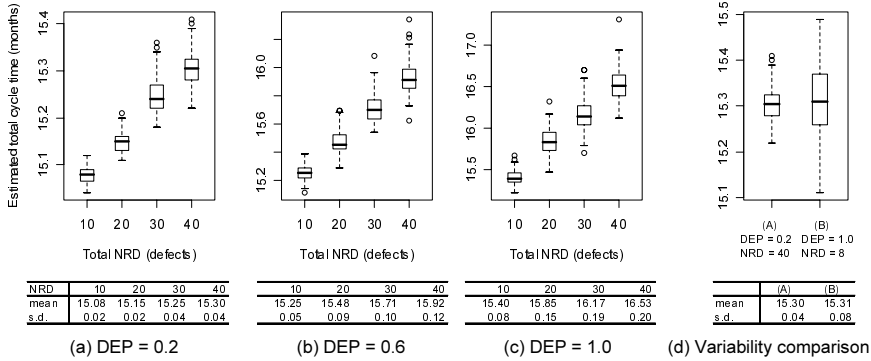 Estimated total cycle time (months)
15.1 15.2 15.3 15.4
10 20 30 40
Total NRD (defects)
15.2 15.6 16.0
10 20 30 40
Total NRD (defects)
15.5 16.0 16.5 17.0
10 20 30 40
Total NRD (defects)
15.1 15.2 15.3 15.4 15.5
(A) (B)
DEP = 0.2 DEP = 1.0
NRD = 40 NRD = 8
NRD 10 20 30 40
mean 15.08 15.15 15.25 15.30
s.d. 0.02 0.02 0.04 0.04
10 20 30 40
15.25 15.48 15.71 15.92
0.05 0.09 0.10 0.12
10 20 30 40
15.40 15.85 16.17 16.53
0.08 0.15 0.19 0.20
(A) (B)
mean 15.30 15.31
s.d. 0.04 0.08
(a) DEP = 0.2
(b) DEP = 0.6
(c) DEP = 1.0
(d) Variability comparison